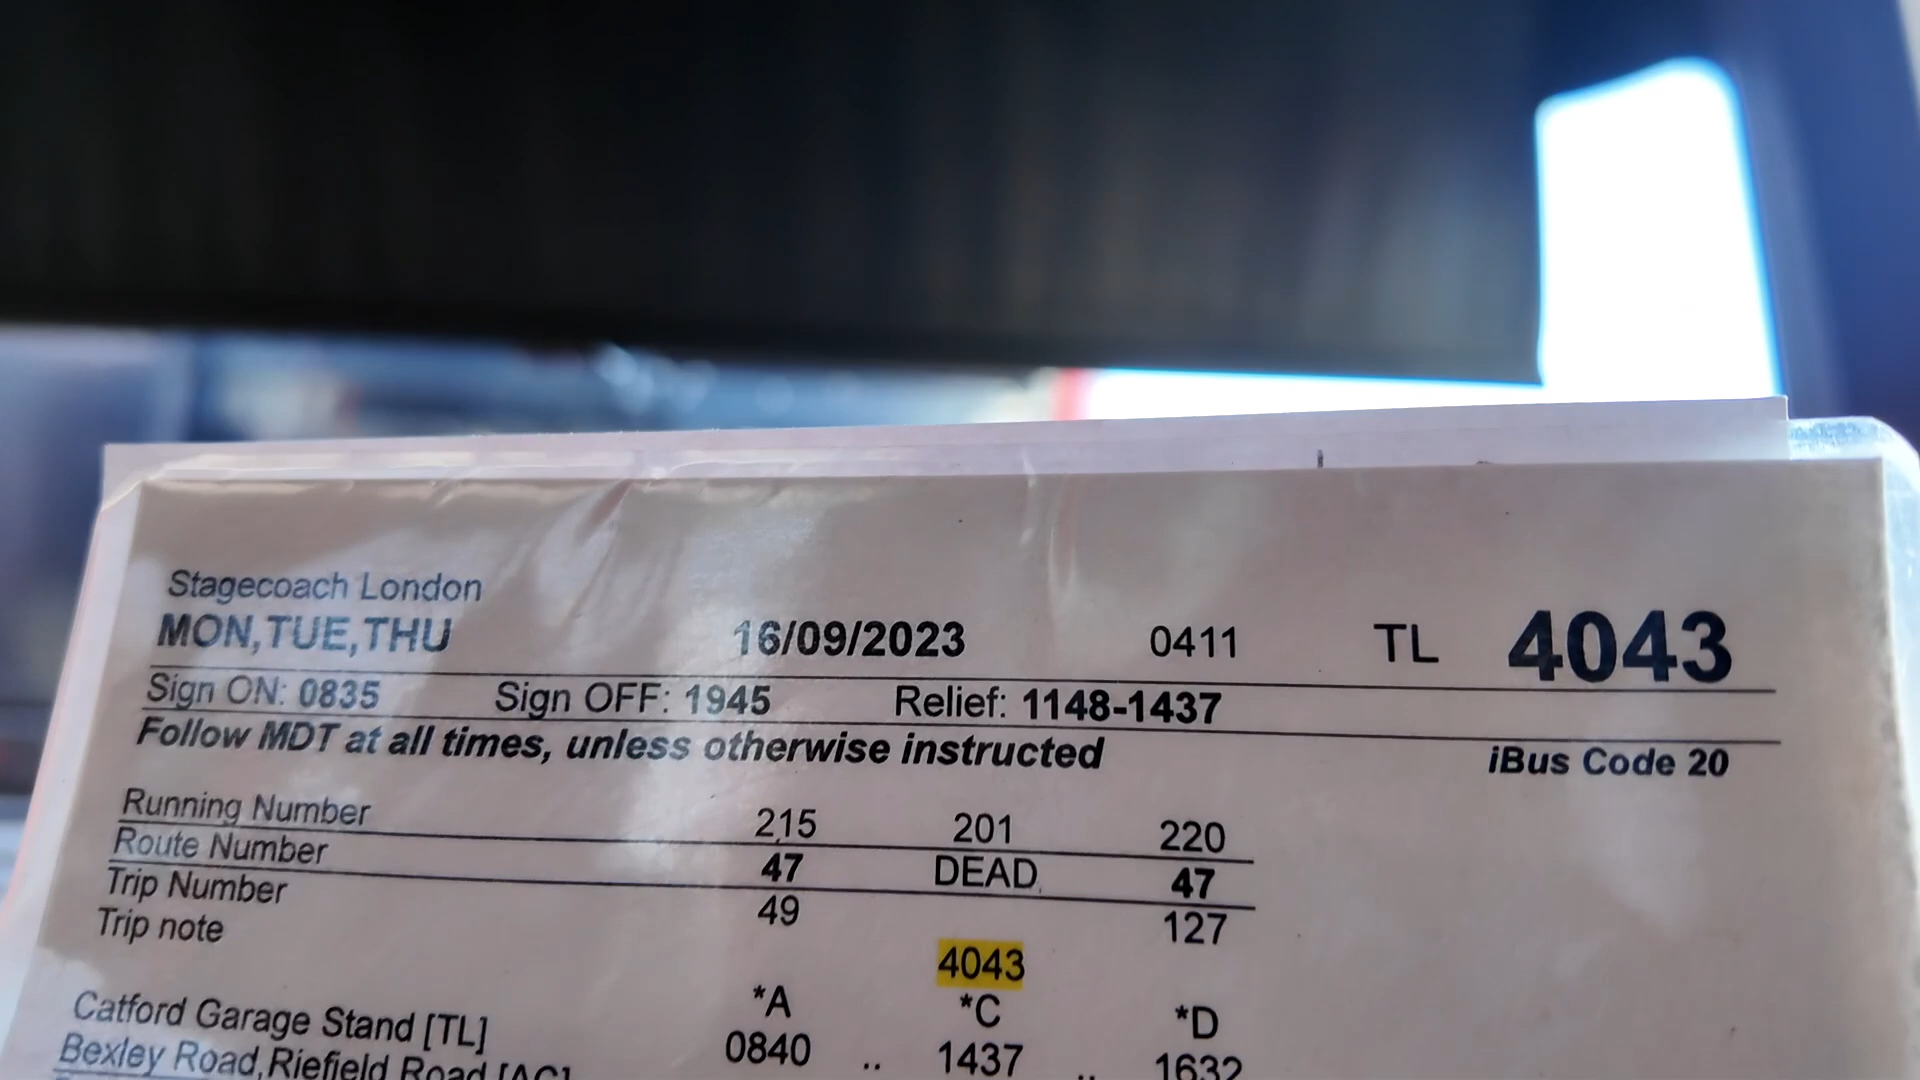 Stagecoach London
MON,TUE,THU 16/09/2023 0411 TL 4043
Sign ON: 0835 Sign OFF: 1945 Relief: 1148-1437
Follow MDT at all times, unless otherwise instructed iBus Code 20
Running Number 215 201 220
Route Number 47 DEAD 47
Trip Number 49 127
Trip note
4043
*A *C *D
Catford Garage Stand [TL] 0840 .. 1437 .. 1632
Bexley Road,Riefield Road [AC]